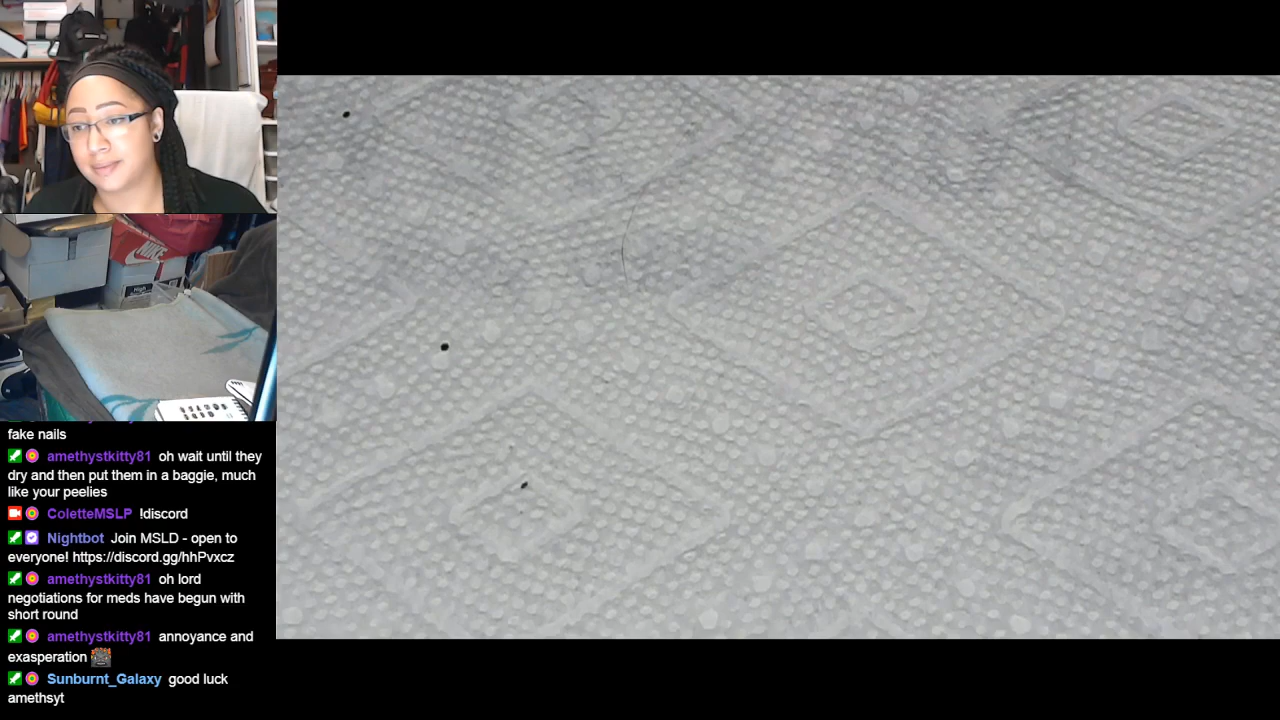 NIKE
fake nails
amethystkitty81 oh wait until they
dry and then put them in a baggie, much
like your peelies
ColetteMSLP !discord
Nightbot Join MSLD - open to
everyone! https://discord.gg/hhPvxcz
amethystkitty81 oh lord
negotiations for meds have begun with
short round
amethystkitty81 annoyance and
exasperation
Sunburnt_Galaxy good luck
amethsyt